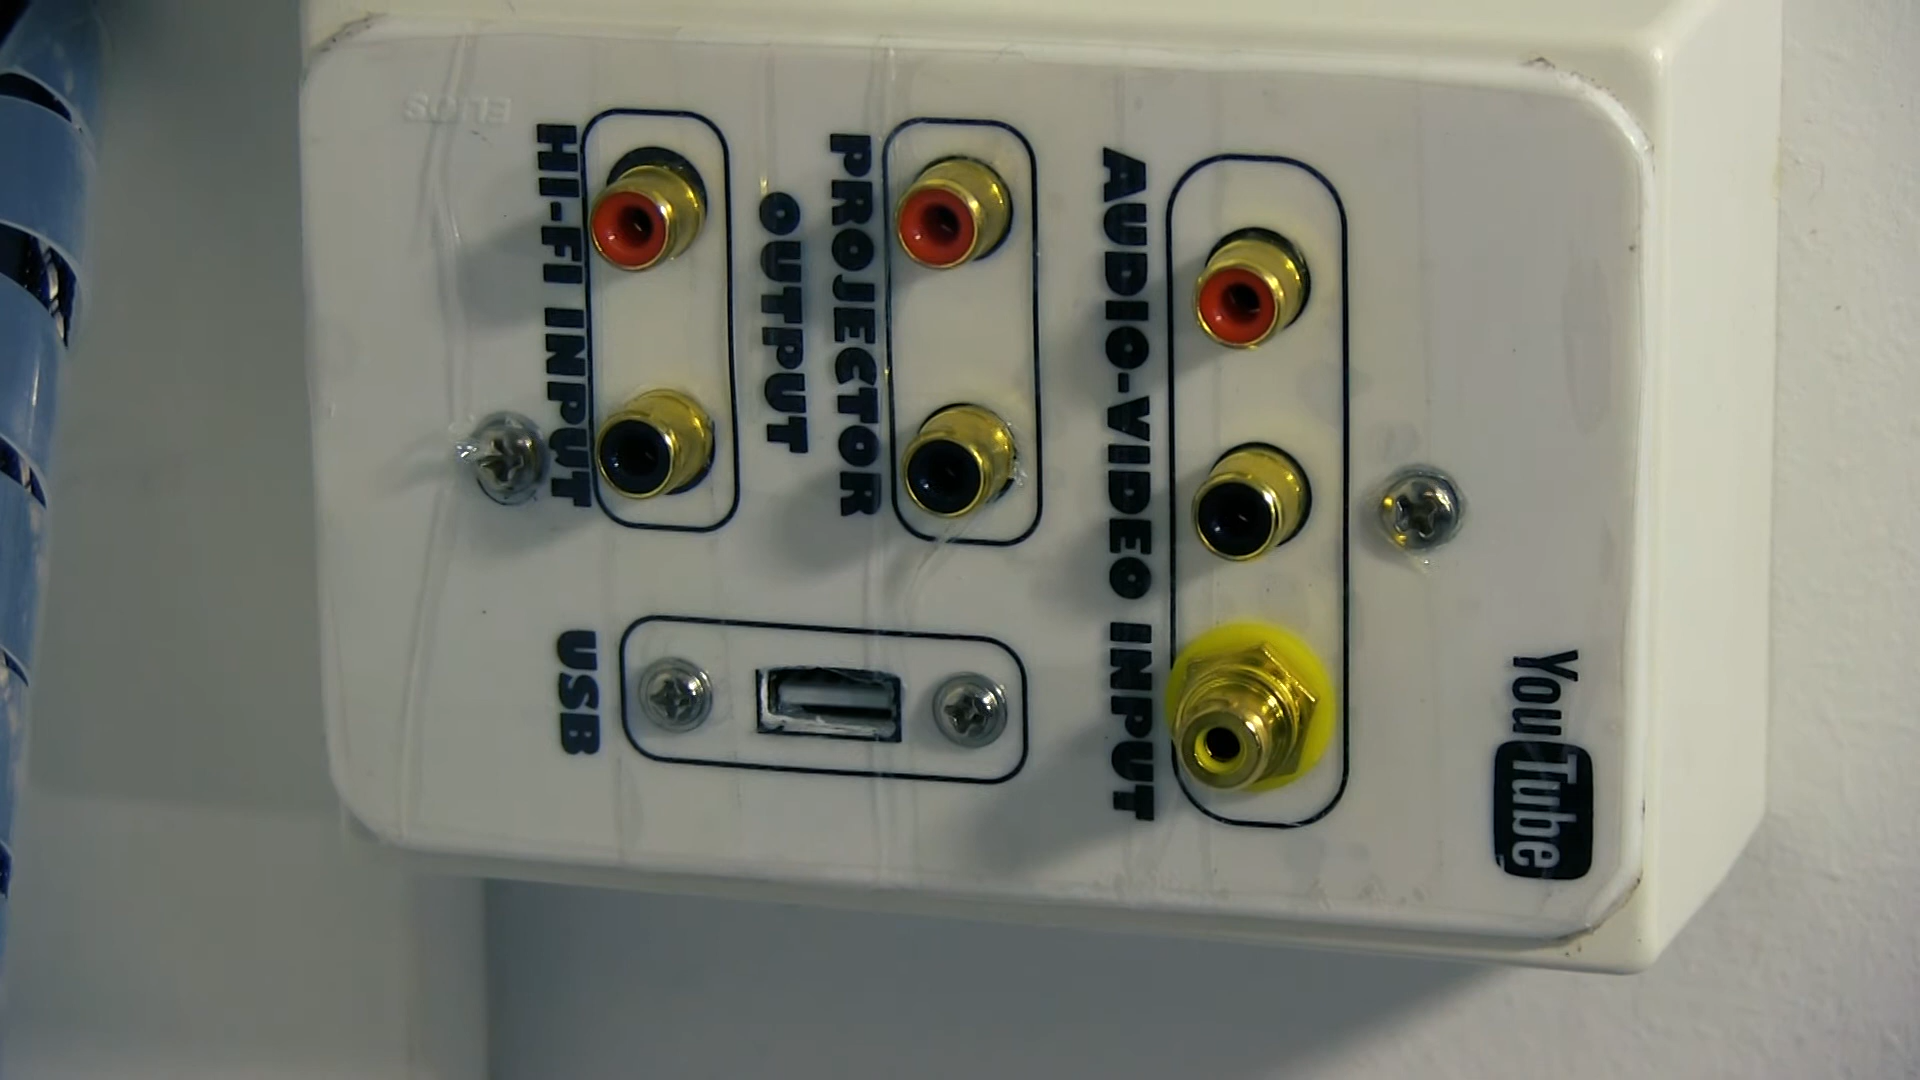 YouTube
AUDIO-VIDEO INPUT
PROJECTOR
OUTPUT
HI-FI INPUT
USB